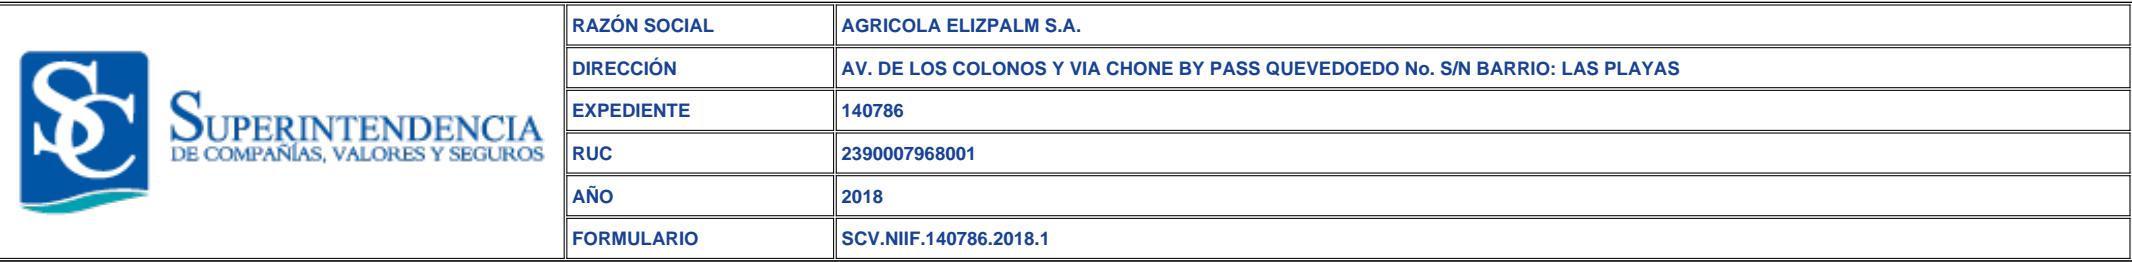 SC
SUPERINTENDENCIA
DE COMPAÑÍAS, VALORES Y SEGUROS
RAZÓN SOCIAL AGRICOLA ELIZPALM S.A.
DIRECCIÓN AV. DE LOS COLONOS Y VIA CHONE BY PASS QUEVEDOEDO No. S/N BARRIO: LAS PLAYAS
EXPEDIENTE 140786
RUC 2390007968001
AÑO 2018
FORMULARIO SCV.NIIF.140786.2018.1